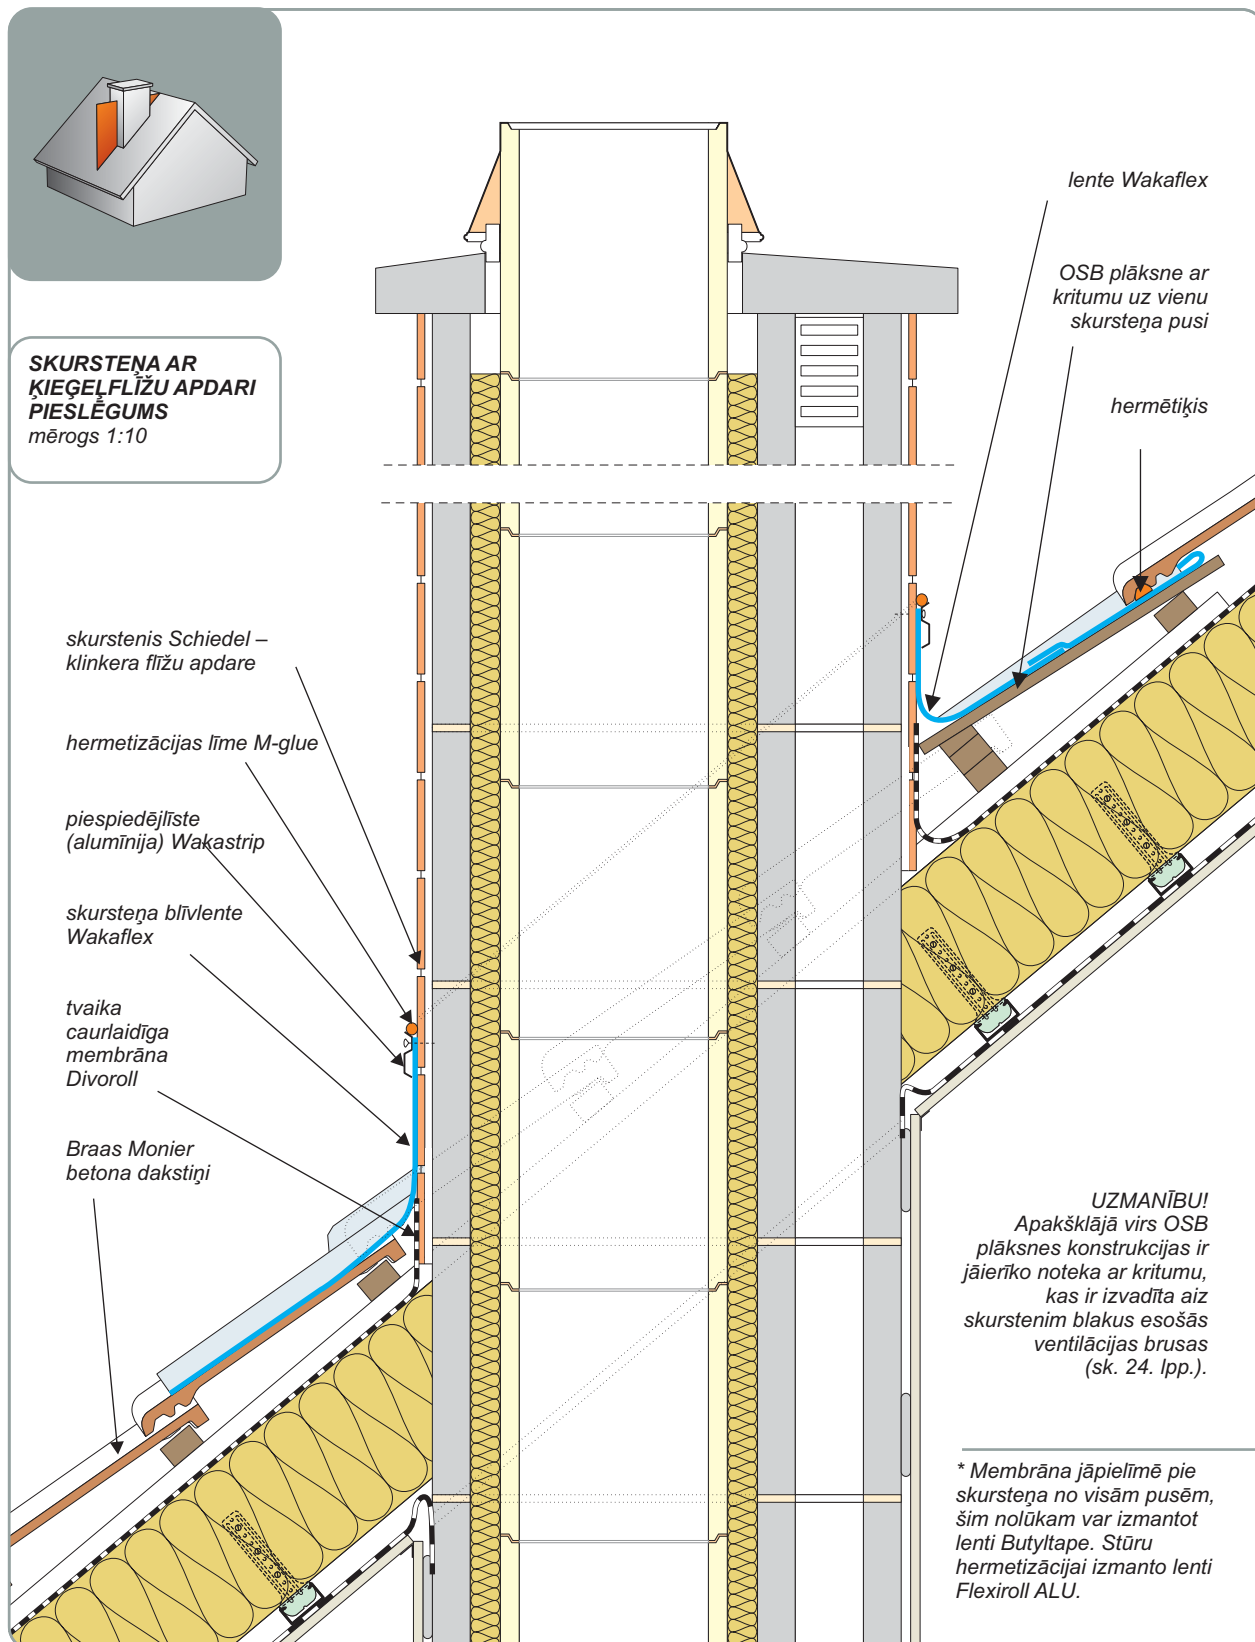 SKURSTEŅA AR
ĶIEĢEĻFLĪŽU APDARI
PIESLĒGUMS
mērogs 1:10
lente Wakaflex
OSB plāksne ar
kritumu uz vienu
skursteņa pusi
hermētiķis
skurstenis Schiedel –
klinkera flīžu apdare
hermetizācijas līme M-glue
piespiedējlīste
(alumīnija) Wakastrip
skursteņa blīvlente
Wakaflex
tvaika
caurlaidīga
membrāna
Divoroll
Braas Monier
betona dakstiņi
UZMANĪBU!
Apakšklājā virs OSB
plāksnes konstrukcijas ir
jāierīko noteka ar kritumu,
kas ir izvadīta aiz
skurstenim blakus esošās
ventilācijas brusas
(sk. 24. lpp.).
* Membrāna jāpielīmē pie
skursteņa no visām pusēm,
šim nolūkam var izmantot
lenti Butyltape. Stūru
hermetizācijai izmanto lenti
Flexiroll ALU.